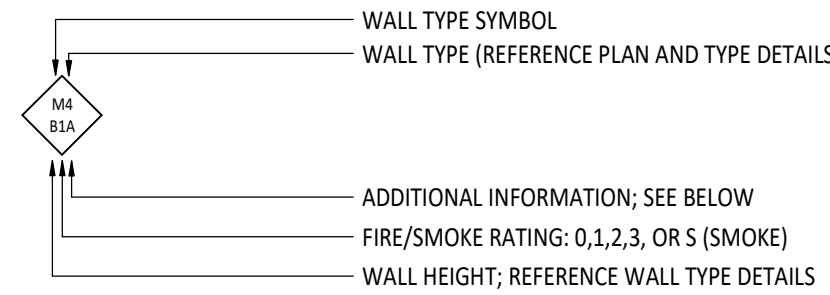 WALL TYPE SYMBOL
WALL TYPE (REFERENCE PLAN AND TYPE DETAILS
M4
B1A
ADDITIONAL INFORMATION; SEE BELOW
FIRE/SMOKE RATING: 0,1,2,3, OR S (SMOKE)
WALL HEIGHT; REFERENCE WALL TYPE DETAILS